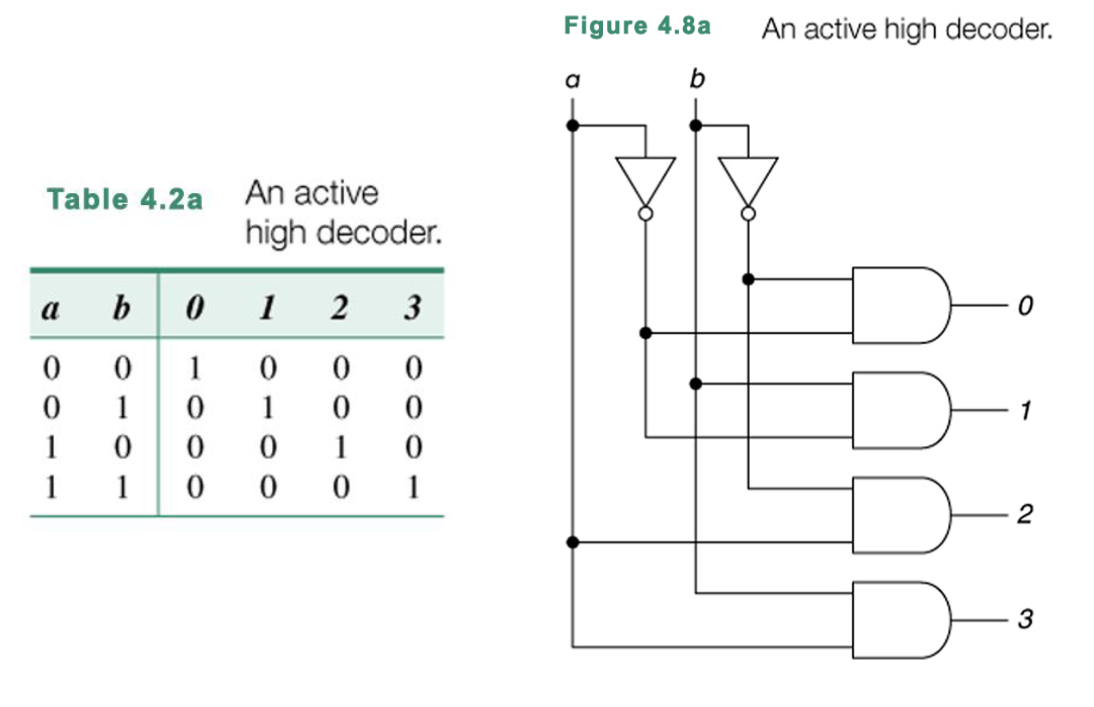 Table 4.2a An active
high decoder.
a b 0 1 2 3
0 0 1 0 0 0
0 1 0 1 0 0
1 0 0 0 1 0
1 1 0 0 0 1
Figure 4.8a An active high decoder.
a b
0
1
2
3